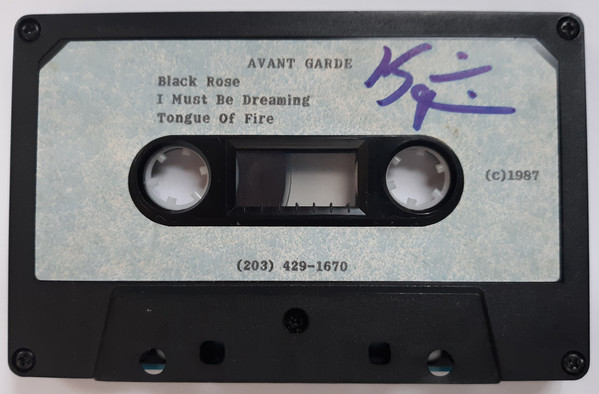 AVANT GARDE
Black Rose
I Must Be Dreaming
Tongue Of Fire
(c)1987
(203) 429-1670